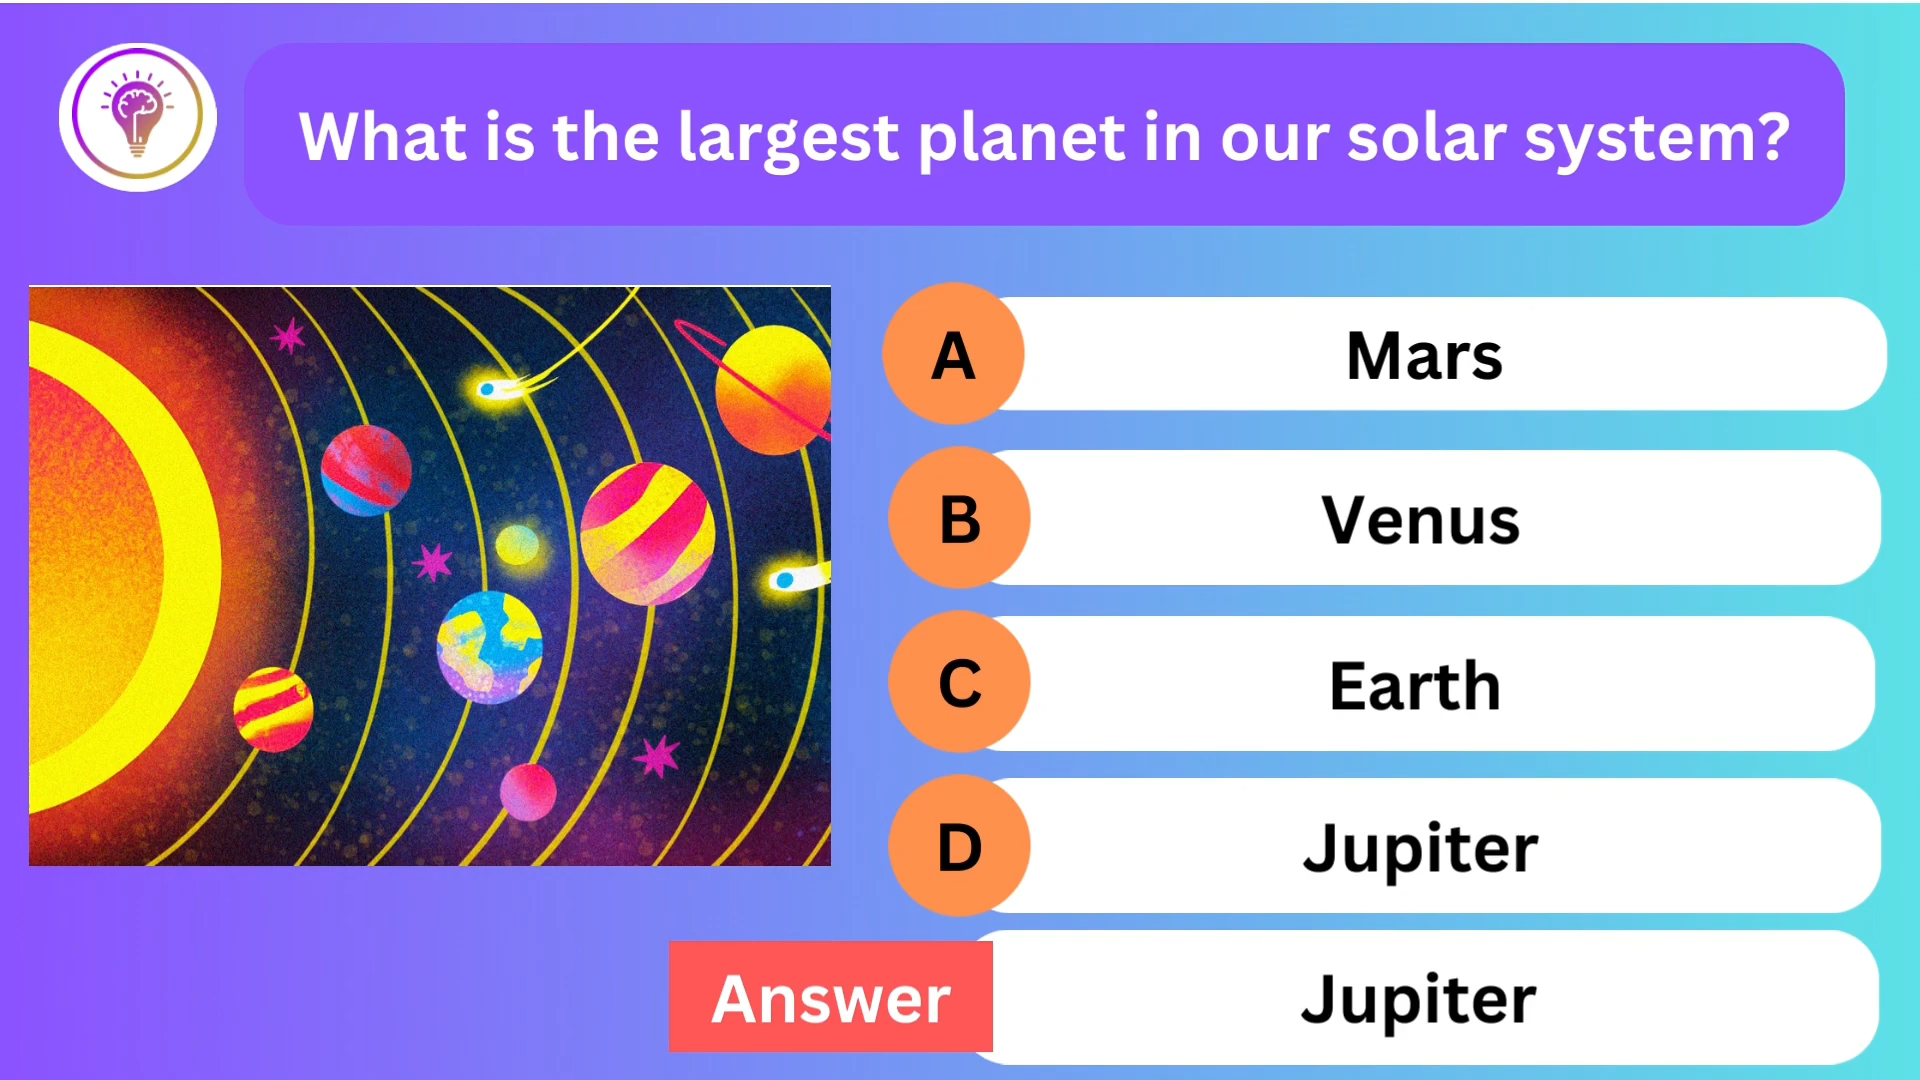 What is the largest planet in our solar system?
A Mars
B Venus
C Earth
D Jupiter
Answer Jupiter